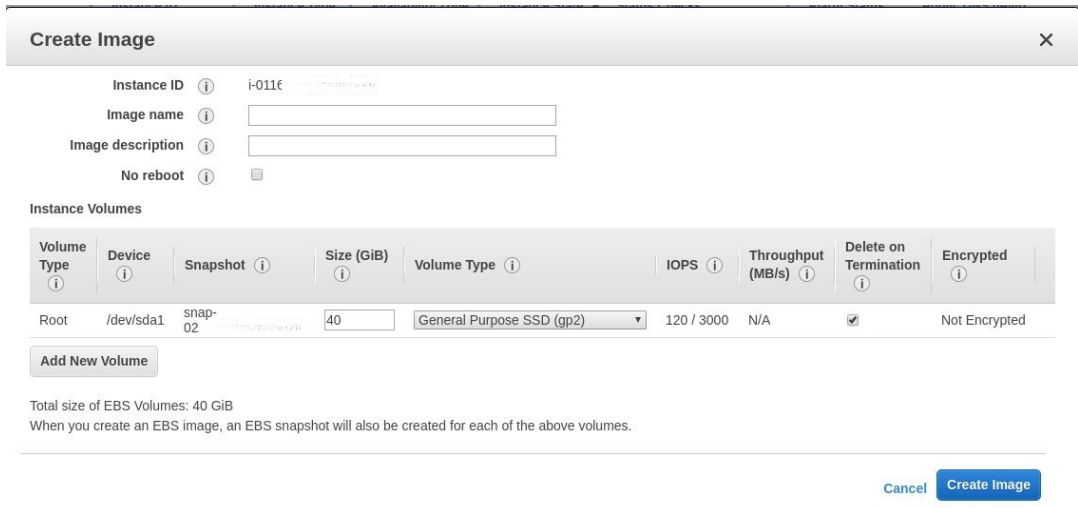 Create Image ×
Instance ID i i-0116
Image name i
Image description i
No reboot i
Instance Volumes
Volume Type i Device i Snapshot i Size (GiB) i Volume Type i IOPS i Throughput (MB/s) i Delete on Termination i Encrypted i
Root /dev/sda1 snap-02 40 General Purpose SSD (gp2) 120 / 3000 N/A Not Encrypted
Add New Volume
Total size of EBS Volumes: 40 GiB
When you create an EBS image, an EBS snapshot will also be created for each of the above volumes.
Cancel Create Image